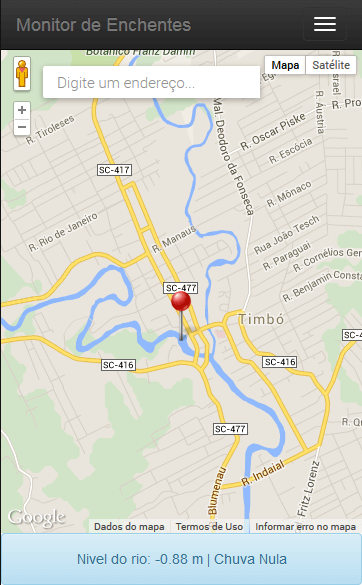 Monitor de Enchentes
Botânico Franz Damm
Mapa
Satélite
Digite um endereço...
+
−
R. Tiroleses
Mal. Deodoro da Fonseca
R. Oscar Piske
R. Áustria
R. Israel
R. Pro
R. Escócia
SC-417
R. Mônaco
R. Rio de Janeiro
R. Manaus
Rua João Tesch
R. Paraguai
R. Cornélios Ger
R. Benjamin Consta
SC-477
Timbó
SC-4
SC-416
SC-416
SC-477
R. Indaial
Blumenau
Fritz Lorenz
Google
Dados do mapa
Termos de Uso
Informar erro no mapa
Nivel do rio: -0.88 m | Chuva Nula